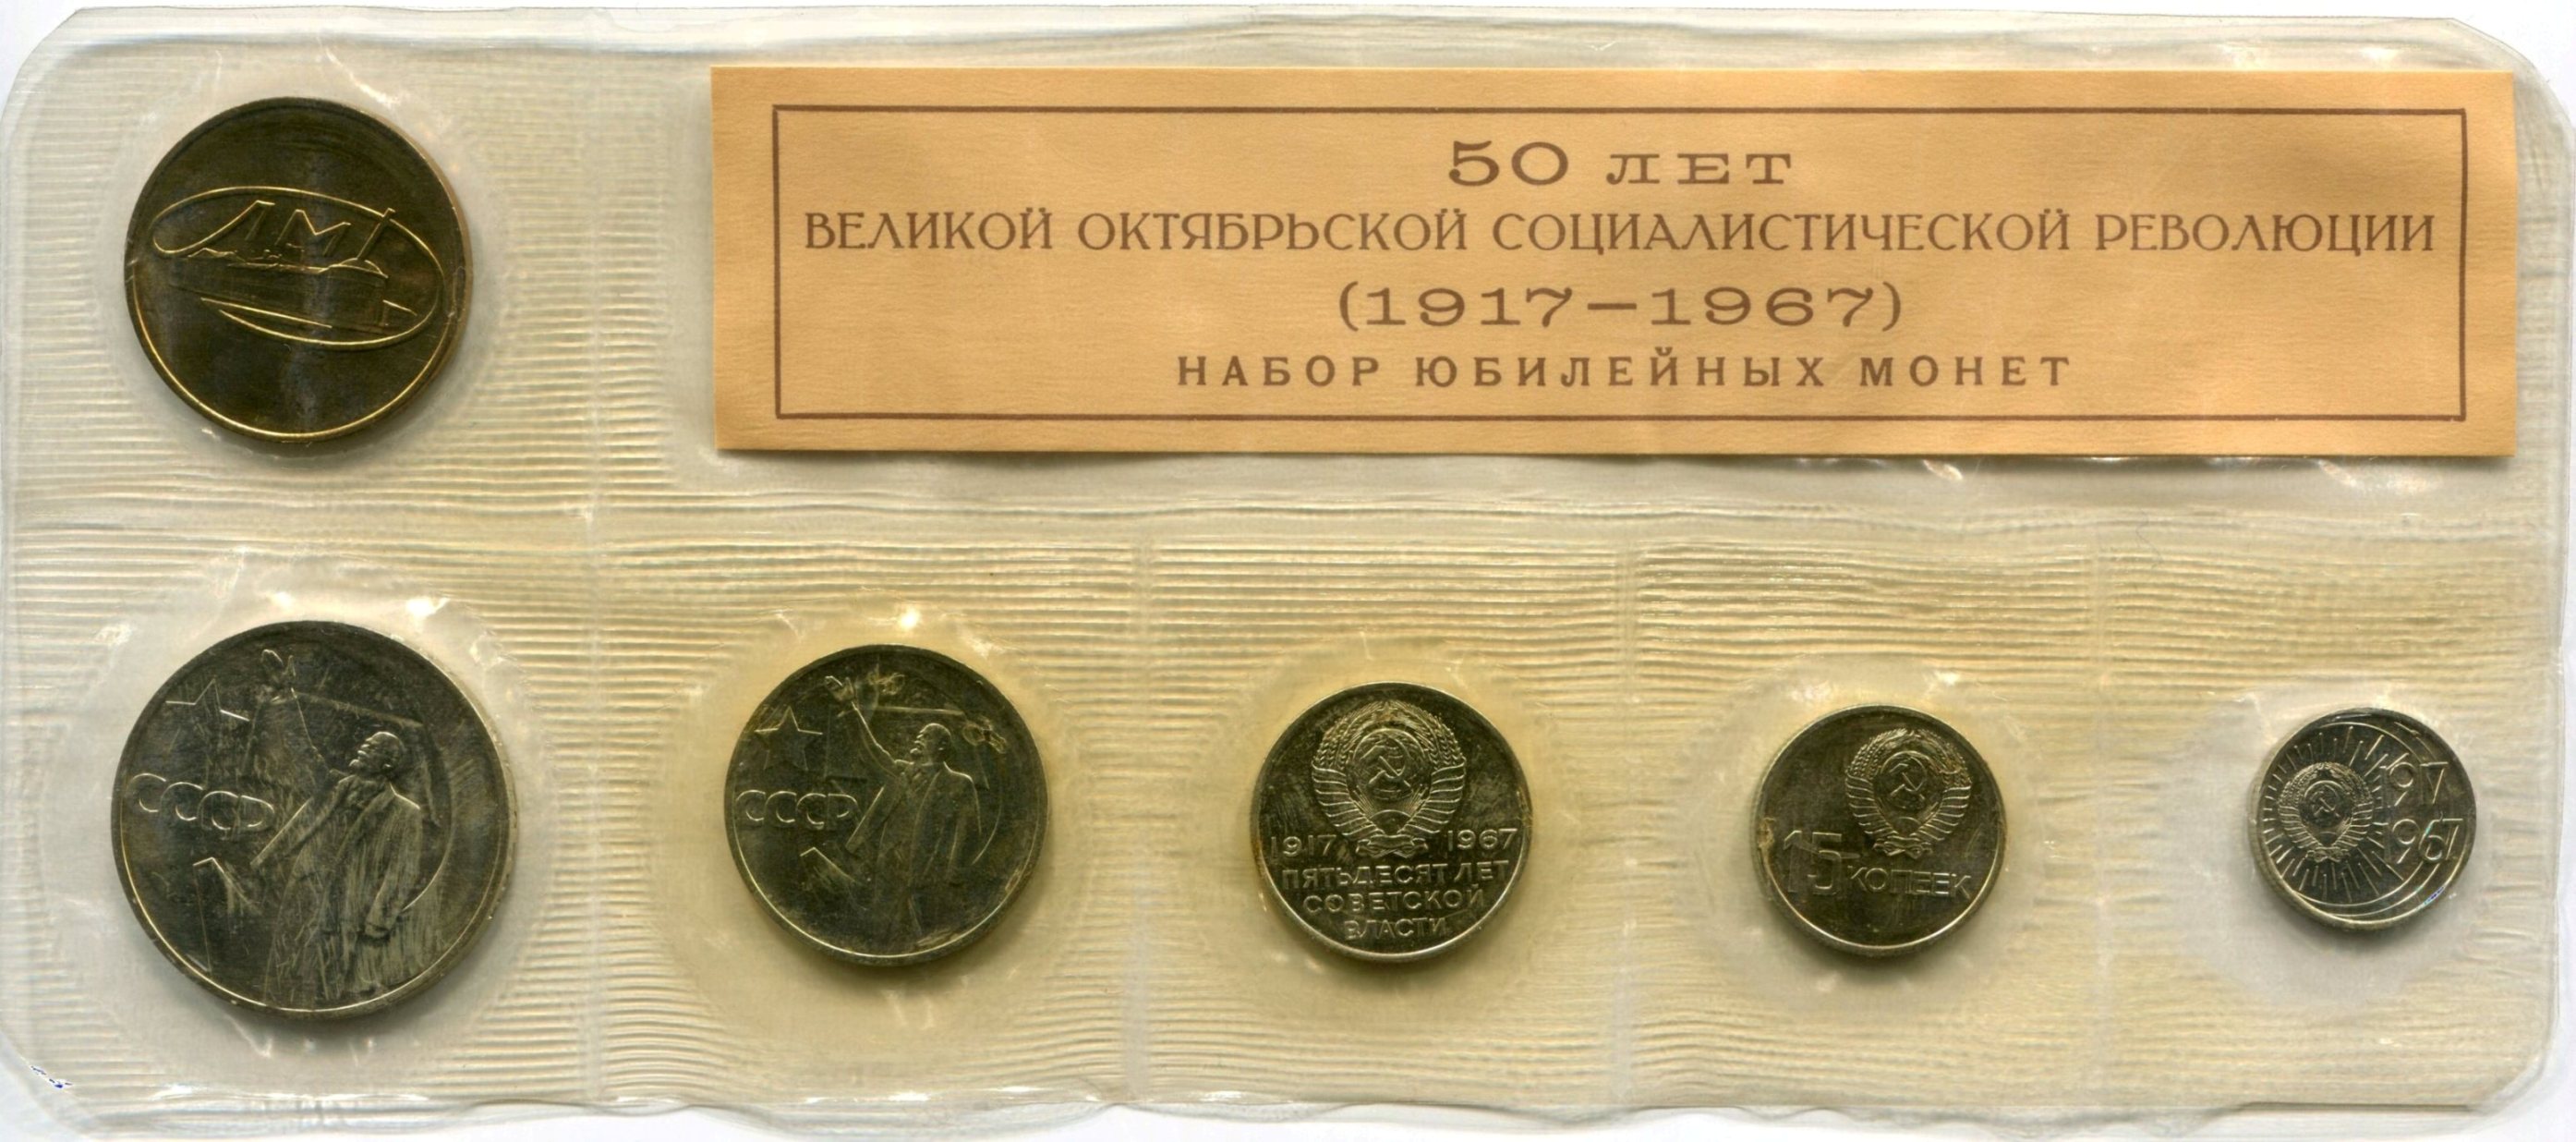 ЛМД
50 ЛЕТ
ВЕЛИКОЙ ОКТЯБРЬСКОЙ СОЦИАЛИСТИЧЕСКОЙ РЕВОЛЮЦИИ
(1917—1967)
НАБОР ЮБИЛЕЙНЫХ МОНЕТ
СССР
СССР
1917 1967
ПЯТЬДЕСЯТ ЛЕТ
СОВЕТСКОЙ
ВЛАСТИ
15 КОПЕЕК
1917
1967